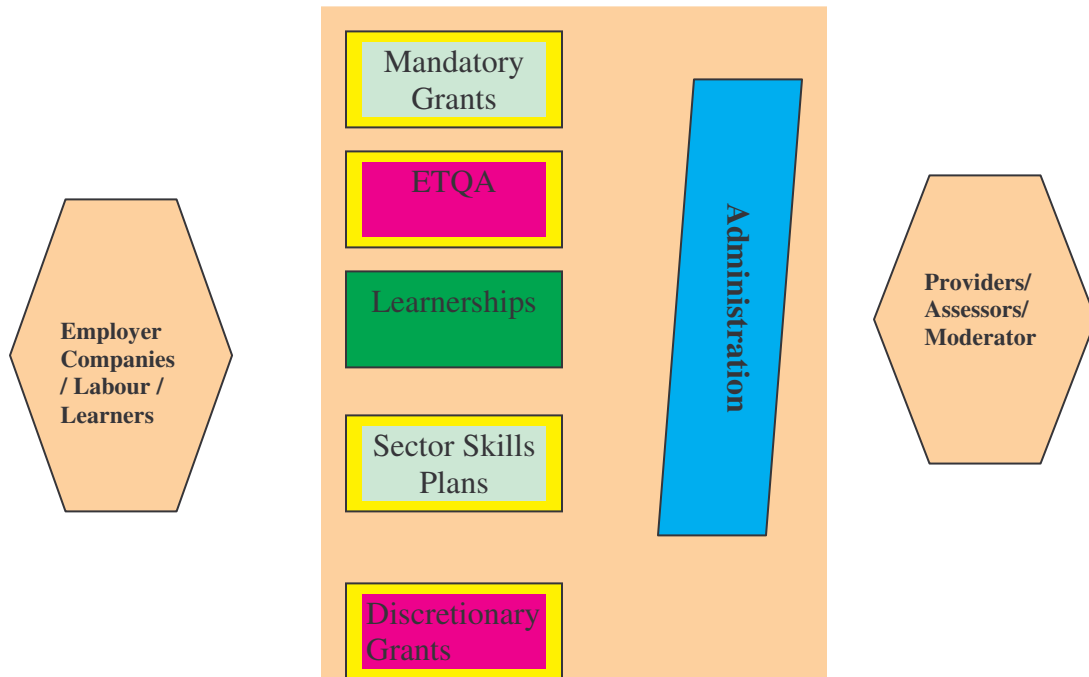 Mandatory
Grants
ETQA
Learnerships
Sector Skills
Plans
Discretionary
Grants
Administration
Employer
Companies
/ Labour /
Learners
Providers/
Assessors/
Moderator